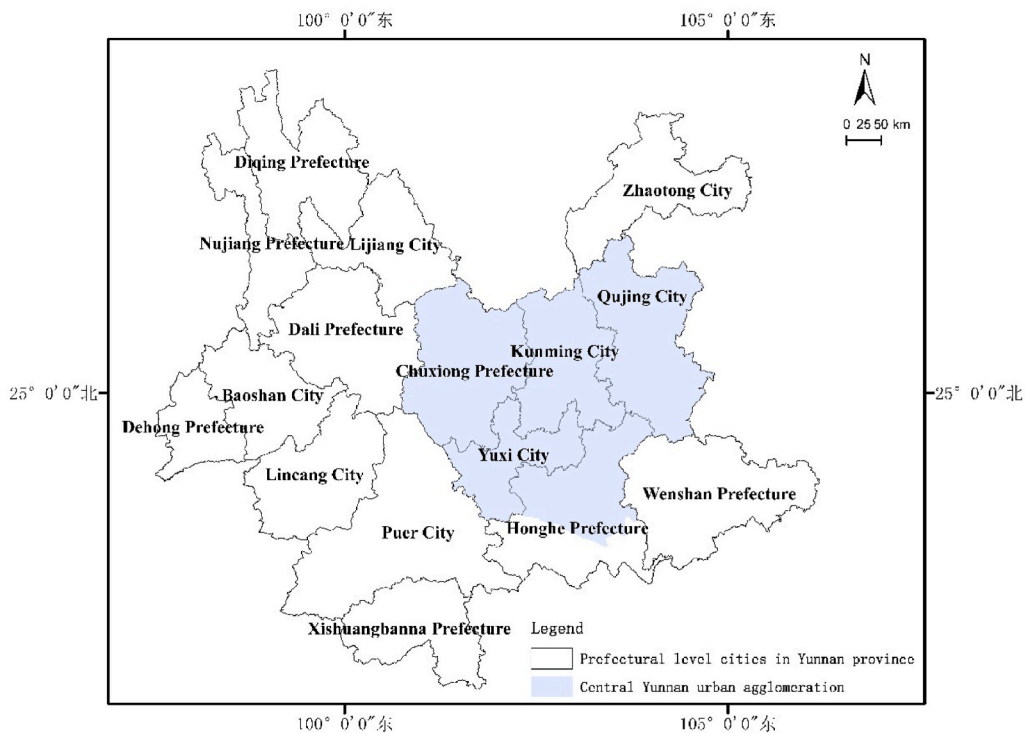 100° 0'0"东
105° 0'0"东
N
0 25 50 km
Diqing Prefecture
Zhaotong City
Nujiang Prefecture
Lijiang City
Qujing City
Dali Prefecture
Kunming City
Chuxiong Prefecture
25° 0'0"北
25° 0'0"北
Baoshan City
Dehong Prefecture
Yuxi City
Lincang City
Wenshan Prefecture
Puer City
Honghe Prefecture
Xishuangbanna Prefecture
Legend
Prefectural level cities in Yunnan province
Central Yunnan urban agglomeration
100° 0'0"东
105° 0'0"东